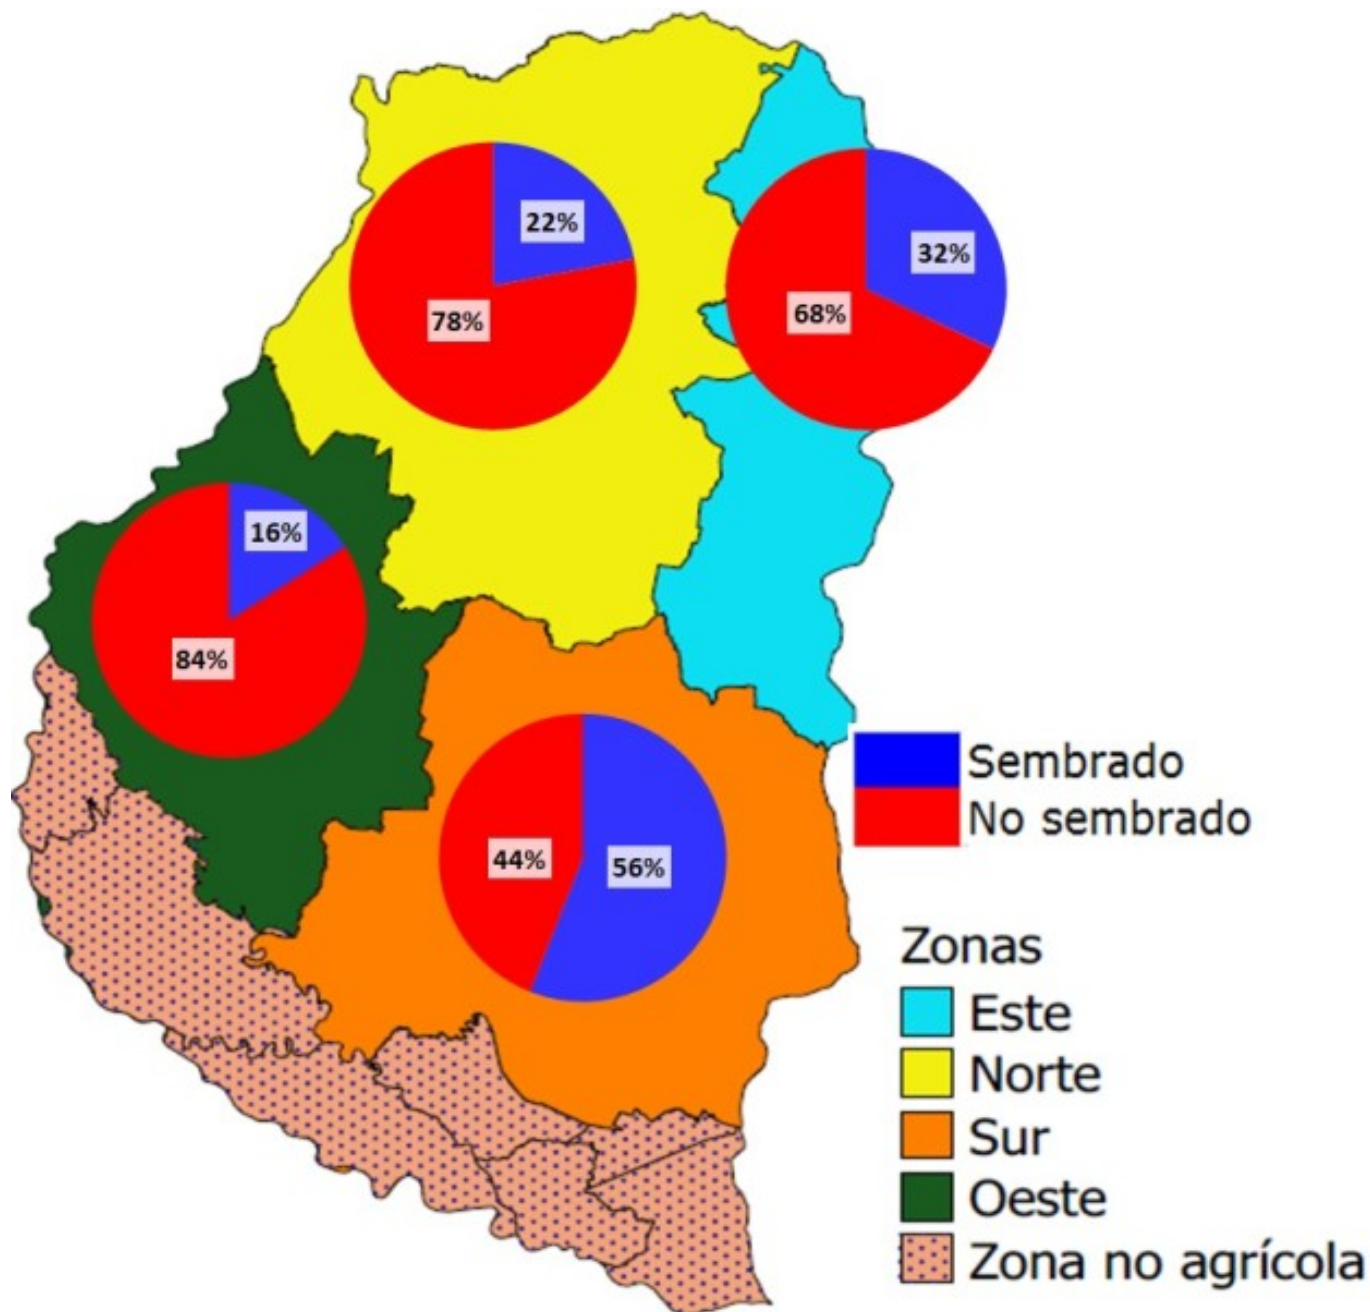 22%
78%
32%
68%
16%
84%
44%
56%
Sembrado
No sembrado
Zonas
Este
Norte
Sur
Oeste
Zona no agrícola